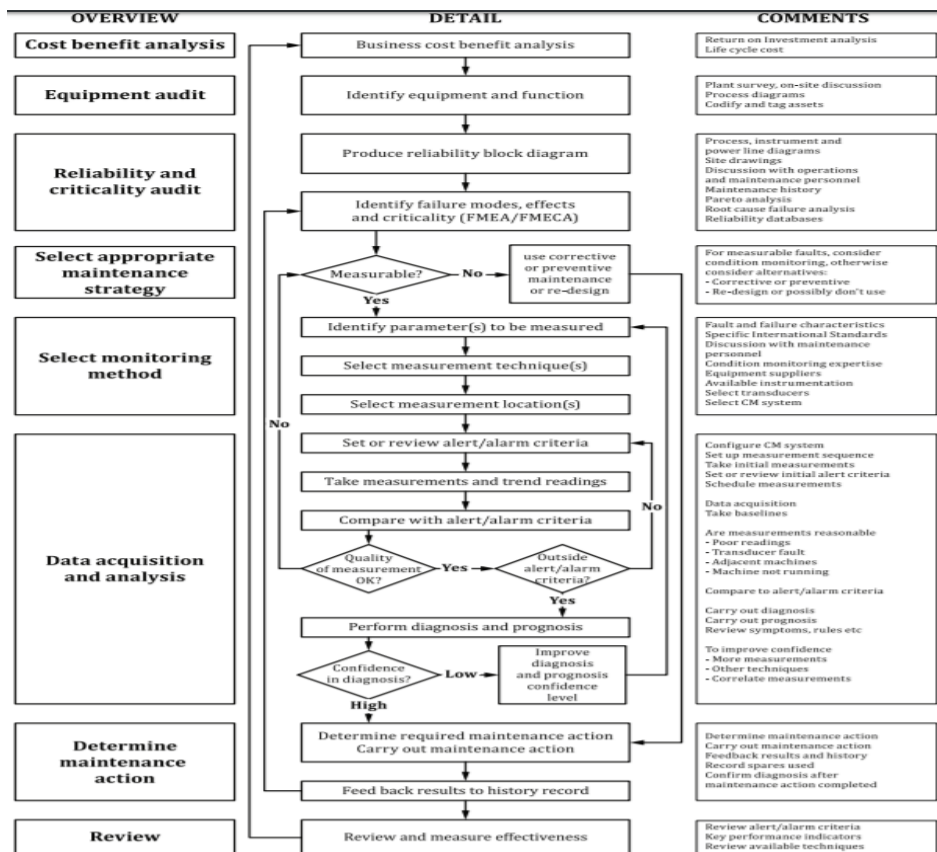 OVERVIEW
DETAIL
COMMENTS
Cost benefit analysis
Business cost benefit analysis
Return on Investment analysis
Life cycle cost
Equipment audit
Identify equipment and function
Plant survey, on-site discussion
Process diagrams
Codify and tag assets
Reliability and
criticality audit
Produce reliability block diagram
Identify failure modes, effects
and criticality (FMEA/FMECA)
Process, instrument and
power line diagrams
Site drawings
Discussion with operations
and maintenance personnel
Maintenance history
Pareto analysis
Root cause failure analysis
Reliability databases
Select appropriate
maintenance
strategy
Measurable?
No
use corrective
or preventive
maintenance
or re-design
Yes
For measurable faults, consider
condition monitoring, otherwise
consider alternatives:
- Corrective or preventive
- Re-design or possibly don't use
Select monitoring
method
Identify parameter(s) to be measured
Select measurement technique(s)
Select measurement location(s)
No
Fault and failure characteristics
Specific International Standards
Discussion with maintenance
personnel
Condition monitoring expertise
Equipment suppliers
Available instrumentation
Select transducers
Select CM system
Data acquisition
and analysis
Set or review alert/alarm criteria
Take measurements and trend readings
Compare with alert/alarm criteria
No
Quality
of measurement
OK?
Yes
Outside
alert/alarm
criteria?
Yes
Perform diagnosis and prognosis
Confidence
in diagnosis?
Low
Improve
diagnosis
and prognosis
confidence
level
High
Configure CM system
Set up measurement sequence
Take initial measurements
Set or review initial alert criteria
Schedule measurements
Data acquisition
Take baselines
Are measurements reasonable
- Poor readings
- Transducer fault
- Adjacent machines
- Machine not running
Compare to alert/alarm criteria
Carry out diagnosis
Carry out prognosis
Review symptoms, rules etc
To improve confidence
- More measurements
- Other techniques
- Correlate measurements
Determine
maintenance
action
Determine required maintenance action
Carry out maintenance action
Feed back results to history record
Determine maintenance action
Carry out maintenance action
Feedback results and history
Record spares used
Confirm diagnosis after
maintenance action completed
Review
Review and measure effectiveness
Review alert/alarm criteria
Key performance indicators
Review available techniques